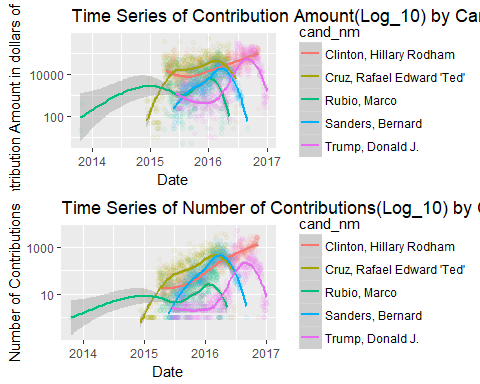 Time Series of Contribution Amount(Log_10) by Ca
tribution Amount in dollars of
10000
100
2014
2015
2016
2017
Date
cand_nm
Clinton, Hillary Rodham
Cruz, Rafael Edward 'Ted'
Rubio, Marco
Sanders, Bernard
Trump, Donald J.
Time Series of Number of Contributions(Log_10) by
Number of Contributions
1000
10
2014
2015
2016
2017
Date
cand_nm
Clinton, Hillary Rodham
Cruz, Rafael Edward 'Ted'
Rubio, Marco
Sanders, Bernard
Trump, Donald J.